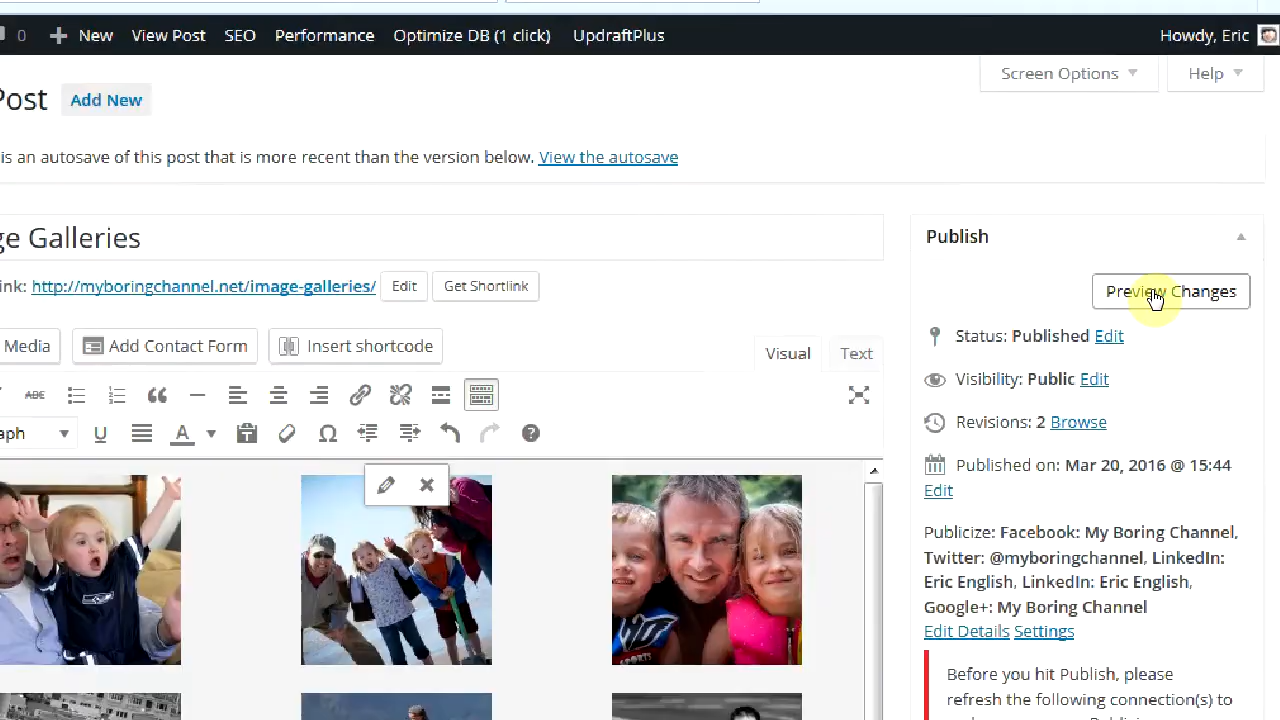 0 New View Post SEO Performance Optimize DB (1 click) UpdraftPlus Howdy, Eric
Screen Options Help
Post Add New
is an autosave of this post that is more recent than the version below. View the autosave
ge Galleries
Publish
ink: http://myboringchannel.net/image-galleries/ Edit Get Shortlink
Preview Changes
Media Add Contact Form Insert shortcode
Visual Text
Status: Published Edit
Visibility: Public Edit
ABC
Revisions: 2 Browse
aph U A Ω
Published on: Mar 20, 2016 @ 15:44
Edit
Publicize: Facebook: My Boring Channel,
Twitter: @myboringchannel, LinkedIn:
Eric English, LinkedIn: Eric English,
Google+: My Boring Channel
Edit Details Settings
Before you hit Publish, please
refresh the following connection(s) to